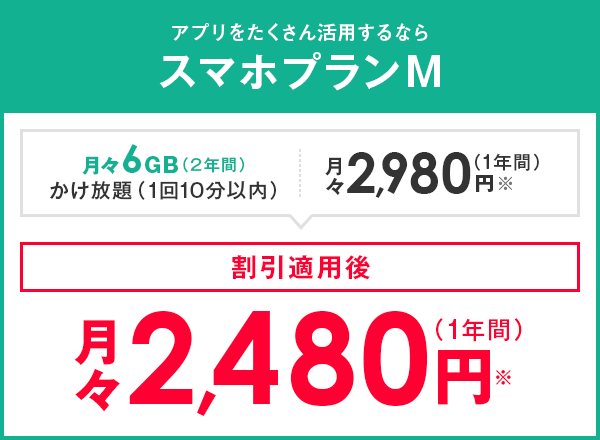 アプリをたくさん活用するなら
スマホプランM
月々6GB（2年間）
かけ放題（1回10分以内）
月々2,980円※（1年間）
割引適用後
月々2,480円※（1年間）